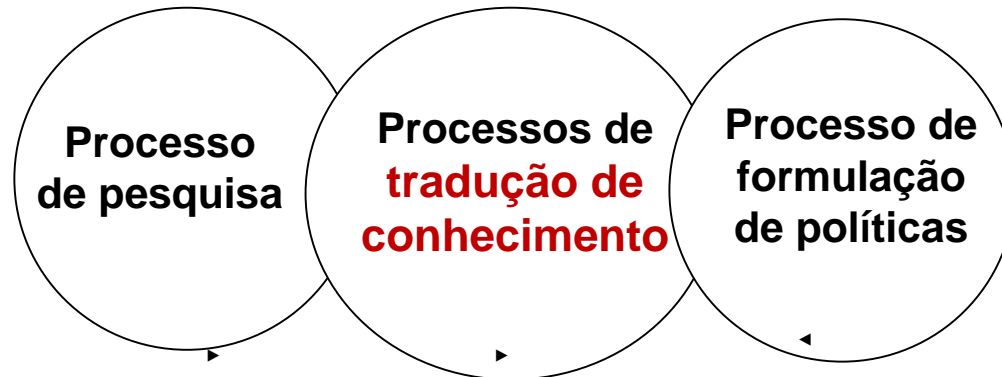 Processo
de pesquisa
Processos de
tradução de
conhecimento
Processo de
formulação
de políticas